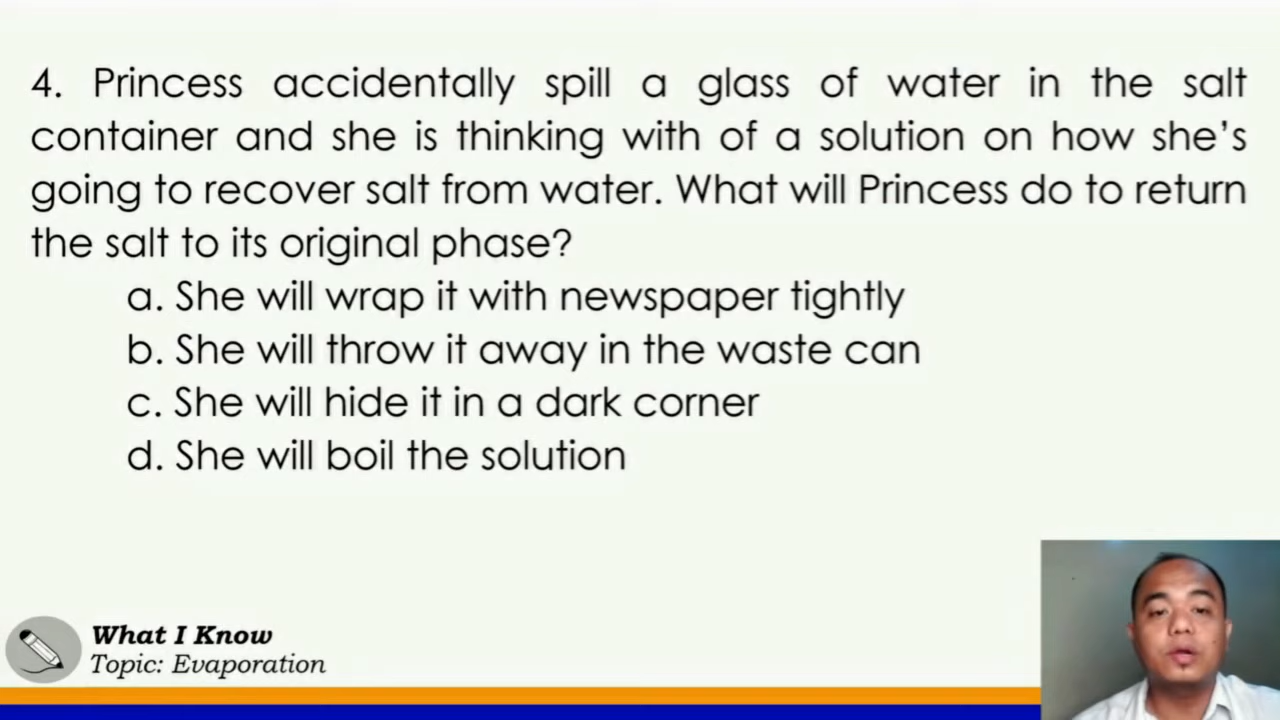 4. Princess accidentally spill a glass of water in the salt
container and she is thinking with of a solution on how she's
going to recover salt from water. What will Princess do to return
the salt to its original phase?
a. She will wrap it with newspaper tightly
b. She will throw it away in the waste can
c. She will hide it in a dark corner
d. She will boil the solution
What I Know
Topic: Evaporation